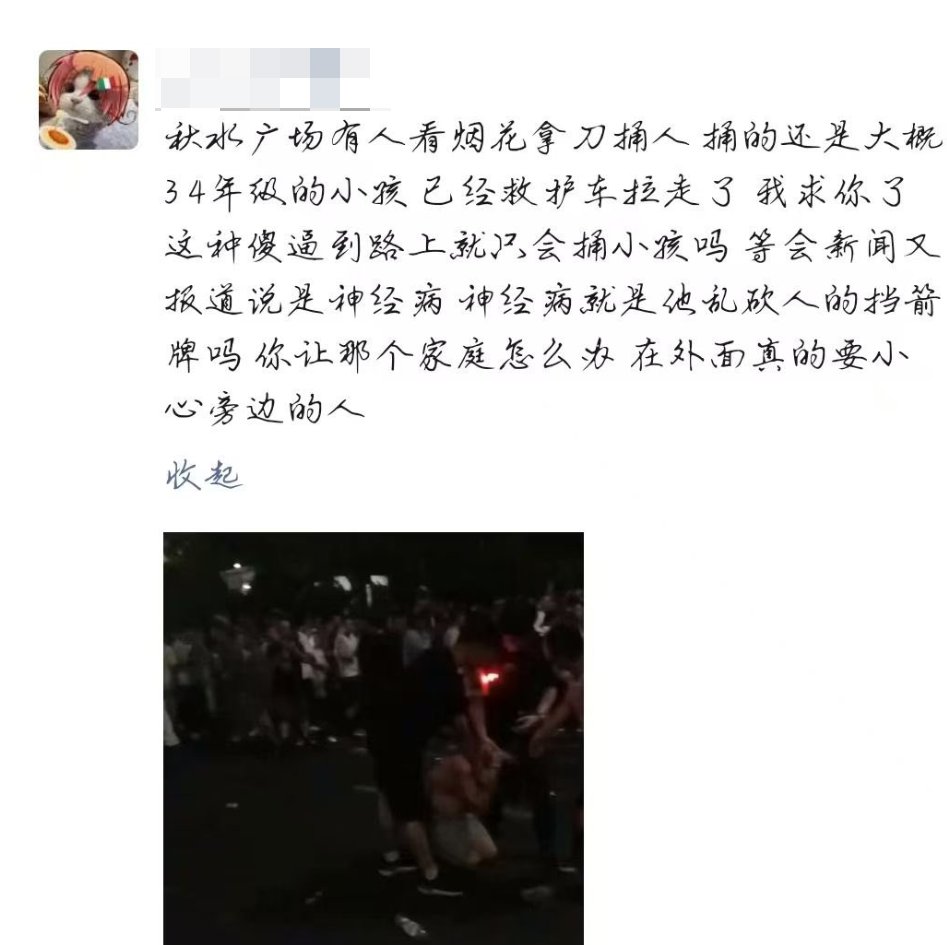 秋水广场有人看烟花拿刀捅人 捅的还是大概
34年级的小孩 已经救护车拉走了 我求你了
这种傻逼到路上就只会捅小孩吗 等会新闻又
报道说是神经病 神经病就是他乱砍人的挡箭
牌吗 你让那个家庭怎么办 在外面真的要小
心旁边的人
收起